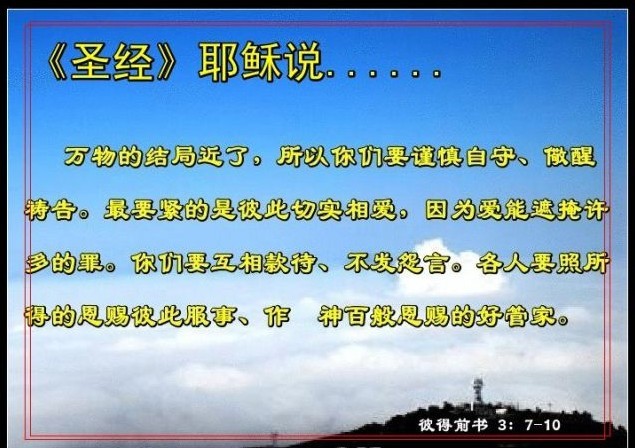 《圣经》耶稣说......
万物的结局近了，所以你们要谨慎自守、儆醒
祷告。最要紧的是彼此切实相爱，因为爱能遮掩许
多的罪。你们要互相款待、不发怨言。各人要照所
得的恩赐彼此服事、作　神百般恩赐的好管家。
彼得前书 3：7-10